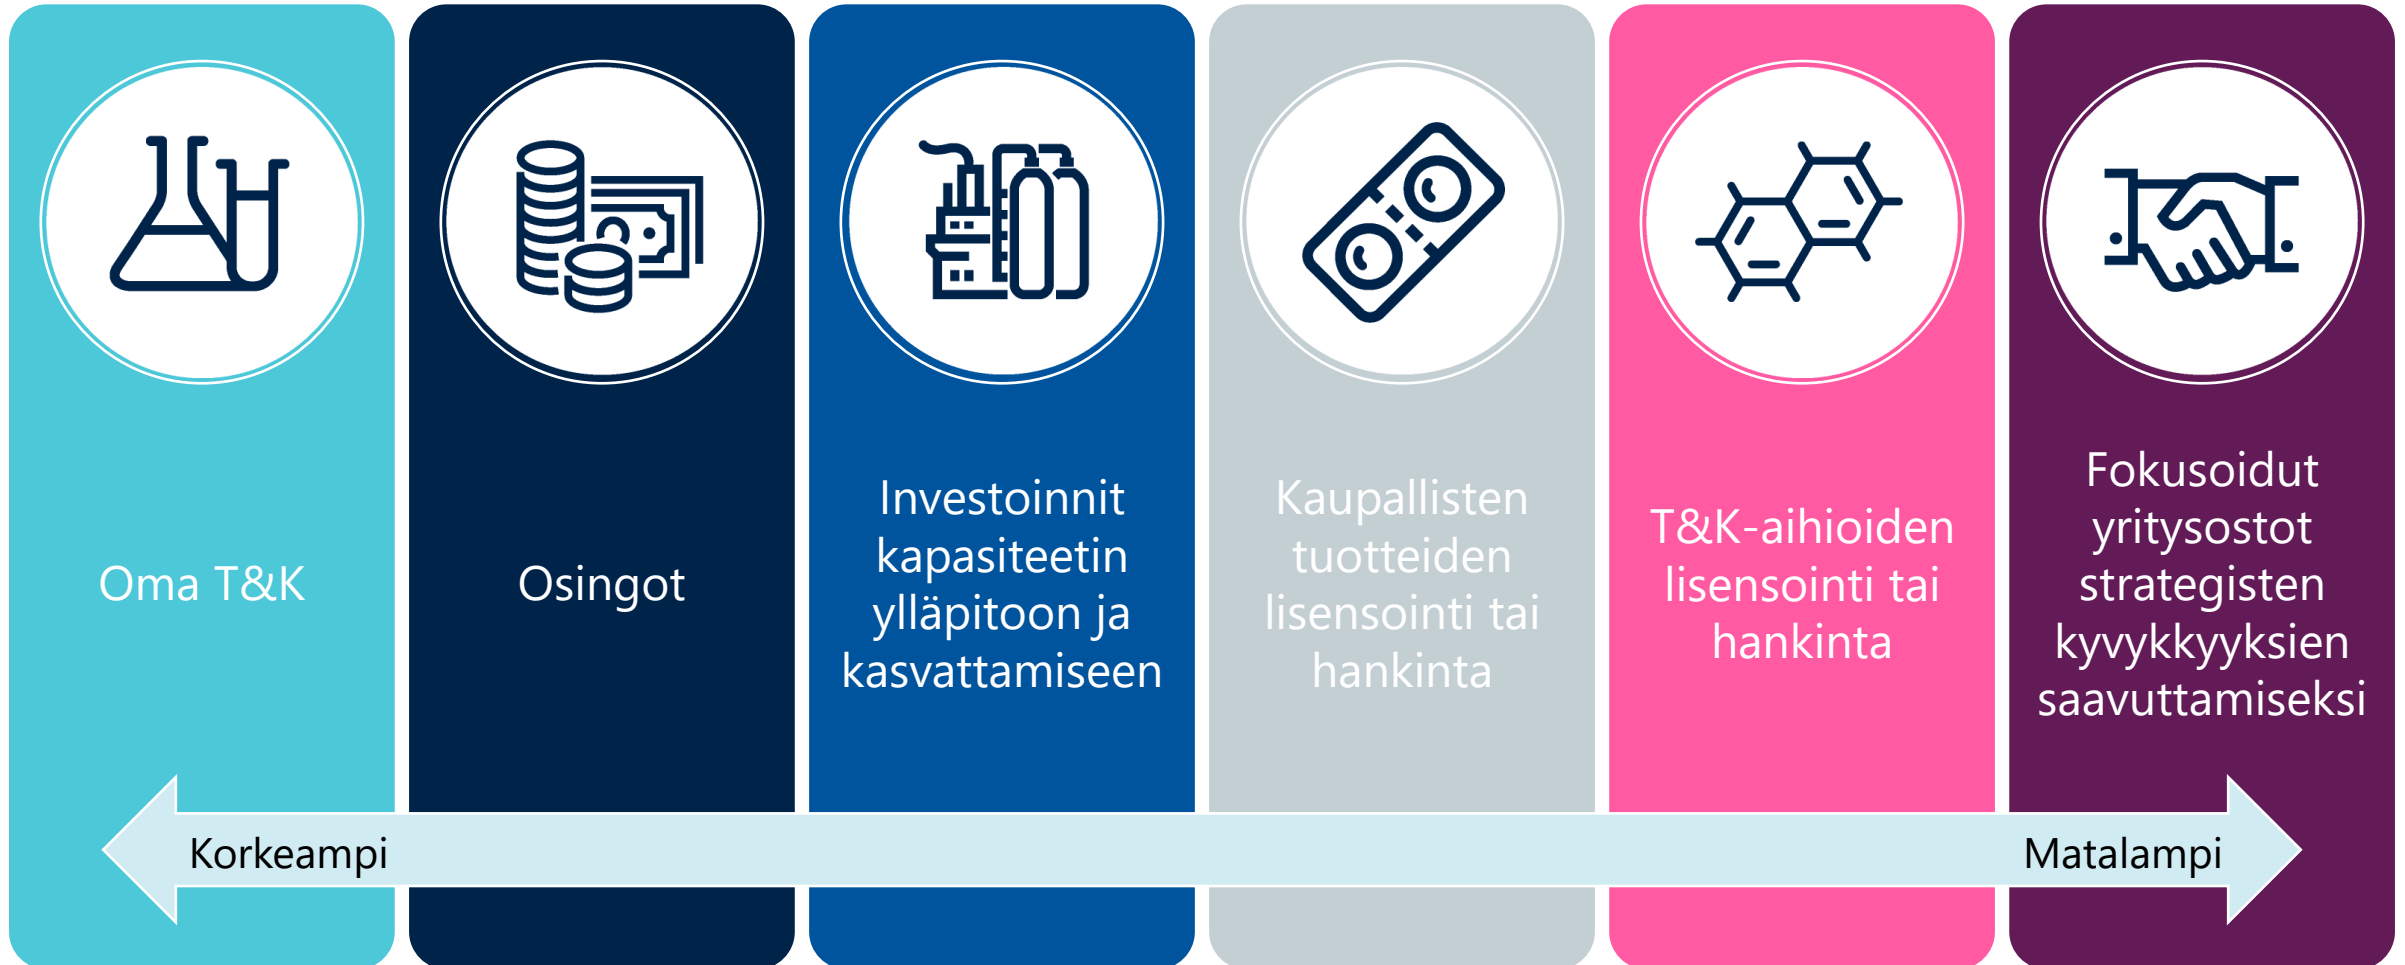 Oma T&K
Osingot
Investoinnit
kapasiteetin
ylläpitoon ja
kasvattamiseen
Kaupallisten
tuotteiden
lisensointi tai
hankinta
T&K-aihioiden
lisensointi tai
hankinta
Fokusoidut
yritysostot
strategisten
kyvykkyyksien
saavuttamiseksi
Korkeampi
Matalampi